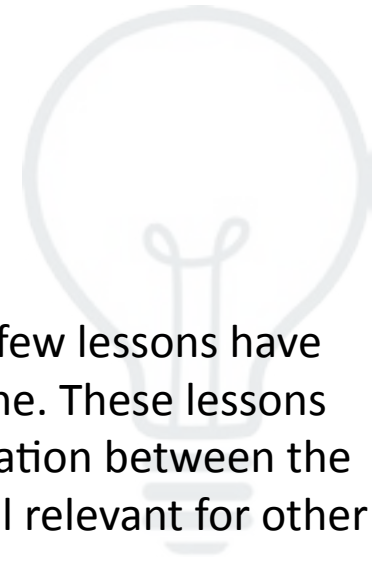 few lessons have
ne. These lessons
ation between the
l relevant for other